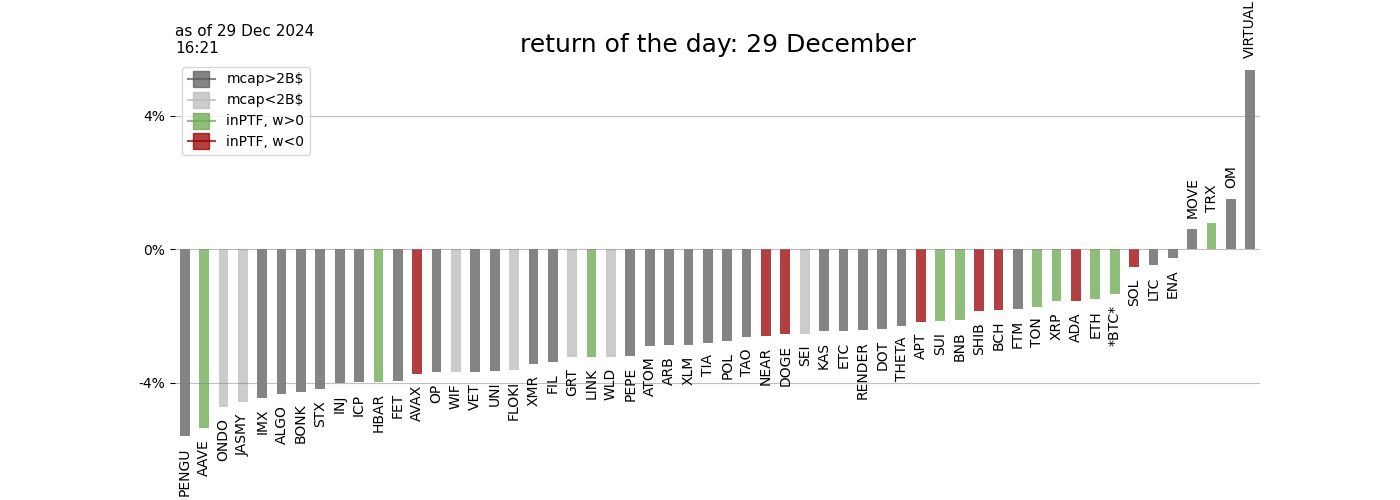 as of 29 Dec 2024
16:21
return of the day: 29 December
mcap>2B$
mcap<2B$
inPTF, w>0
inPTF, w<0
4%
0%
-4%
PENGU
AAVE
ONDO
JASMY
IMX
ALGO
BONK
STX
INJ
ICP
HBAR
FET
AVAX
OP
WIF
VET
UNI
FLOKI
XMR
FIL
GRT
LINK
WLD
PEPE
ATOM
ARB
XLM
TIA
POL
TAO
NEAR
DOGE
SEI
KAS
ETC
RENDER
DOT
THETA
APT
SUI
BNB
SHIB
BCH
FTM
TON
XRP
ADA
ETH
*BTC*
SOL
LTC
ENA
MOVE
TRX
OM
VIRTUAL